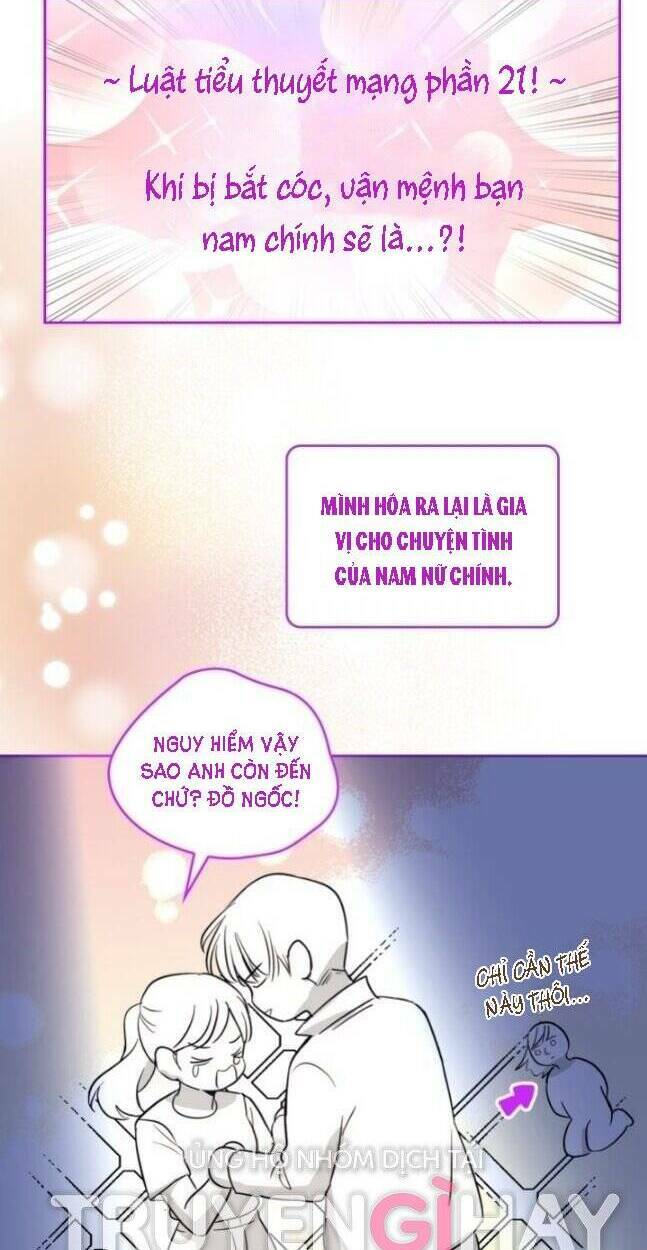 ~ Luật tiểu thuyết mạng phần 21! ~
Khi bị bắt cóc, vận mệnh bạn
nam chính sẽ là...?!
MÌNH HÓA RA LẠI LÀ GIA
VỊ CHO CHUYỆN TÌNH
CỦA NAM NỮ CHÍNH.
NGUY HIỂM VẬY
SAO ANH CÒN ĐẾN
CHỨ? ĐỒ NGỐC!
CHỈ CẦN THẾ
NÀY THÔI...
ỦNG HỘ NHÓM DỊCH TẠI
TRUYENGIHAY